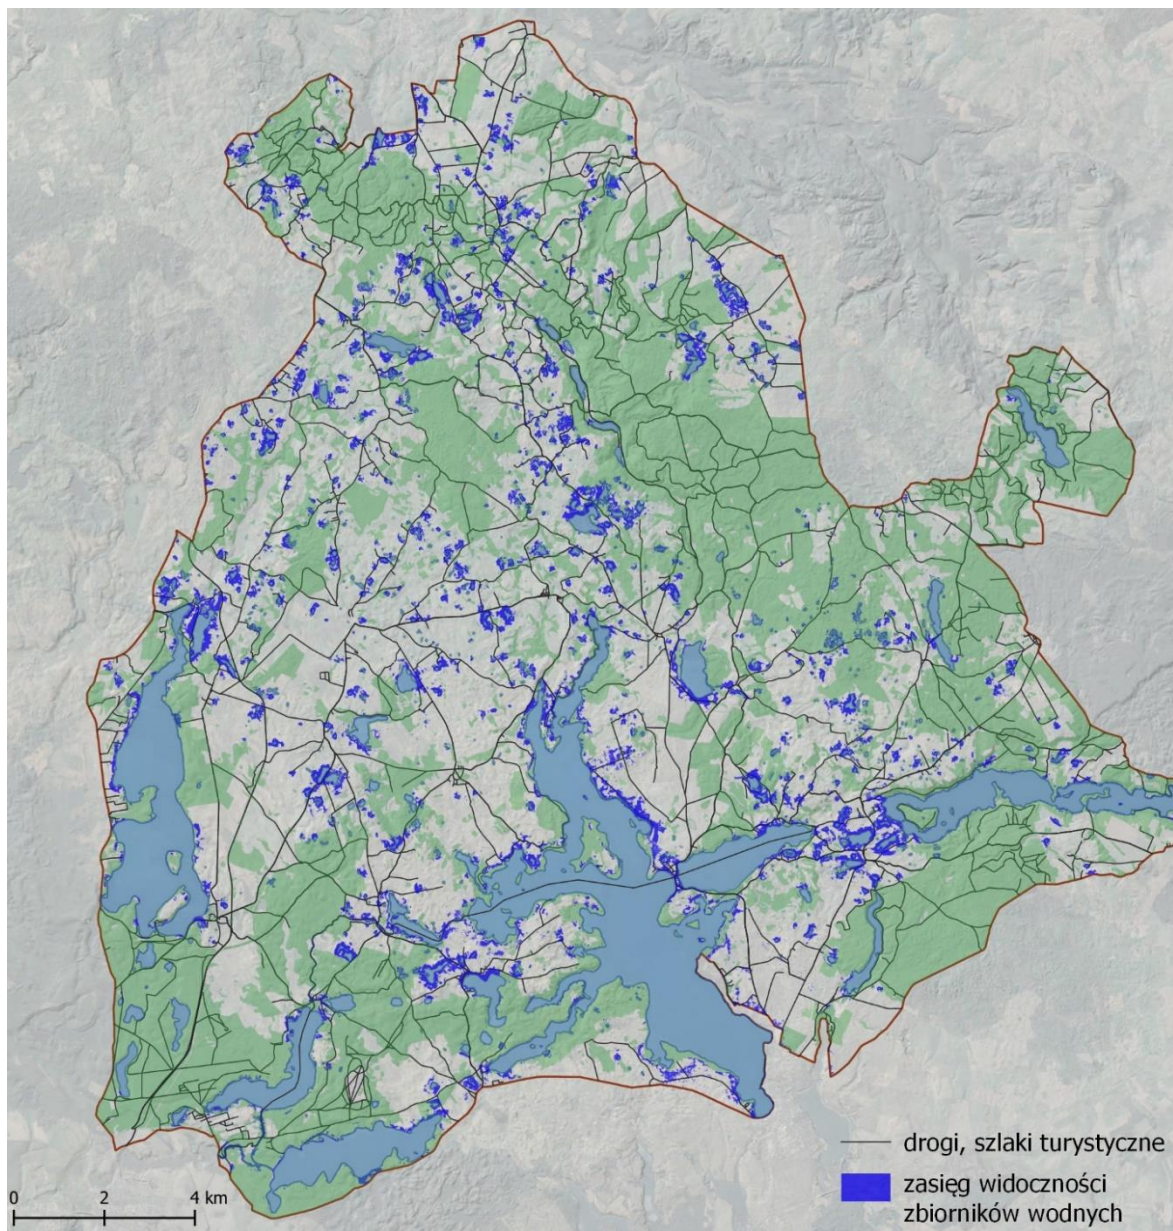 drogi, szlaki turystyczne
zasięg widoczności
zbiorników wodnych
0 2 4 km